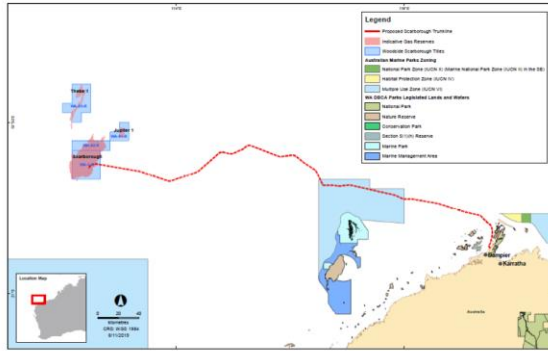 Legend
Proposed Scarborough Trunkline
Indicative Gas Reserves
Woodside Scarborough Titles
Australian Marine Parks Zoning
National Park Zone (IUCN II) (Marine National Park Zone (IUCN II) in the SE)
Habitat Protection Zone (IUCN IV)
Multiple Use Zone (IUCN VI)
WA DBCA Parks Legislated Lands and Waters
National Park
Nature Reserve
Conservation Park
Section 5(1)(h) Reserve
Marine Park
Marine Management Area
Thebe 1
Jupiter 1
Scarborough
Dampier
Karratha
Australia
Location Map
0 20 40
Kilometres